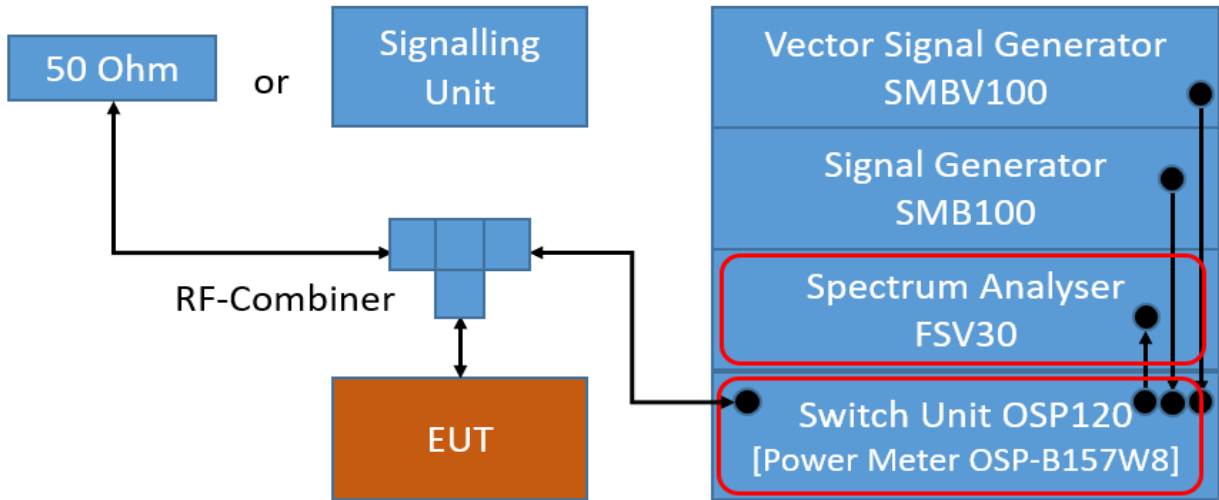 50 Ohm
or
Signalling
Unit
Vector Signal Generator
SMBV100
Signal Generator
SMB100
RF-Combiner
Spectrum Analyser
FSV30
EUT
Switch Unit OSP120
[Power Meter OSP-B157W8]